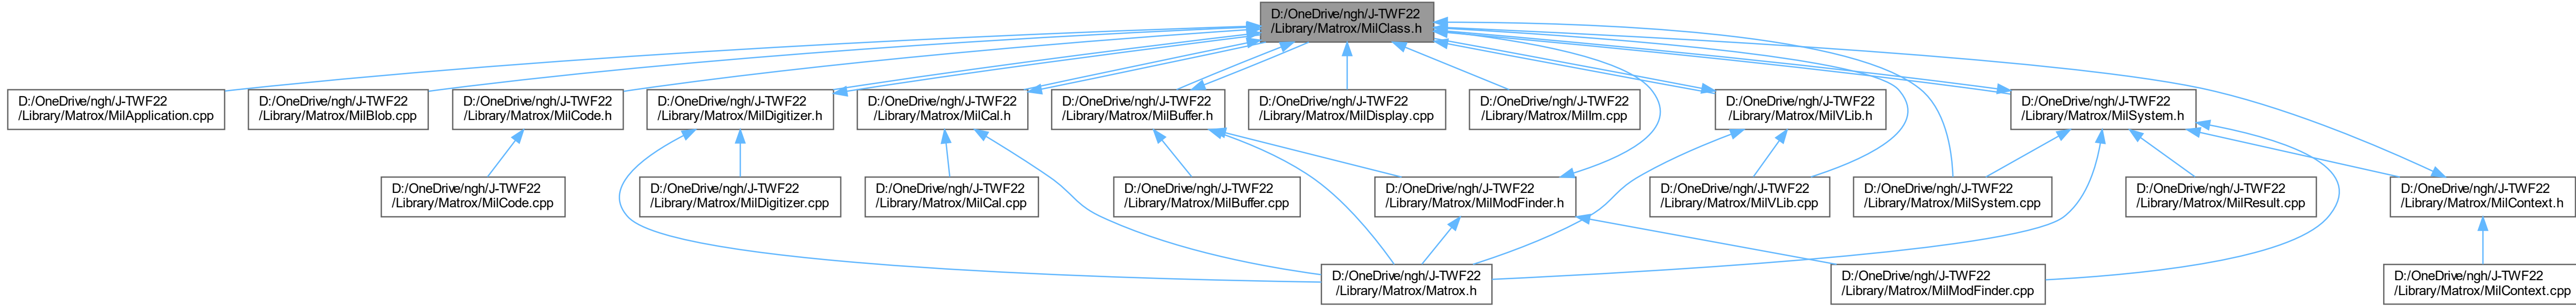 D:/OneDrive/ngh/J-TWF22
/Library/Matrox/MilClass.h
D:/OneDrive/ngh/J-TWF22
/Library/Matrox/MilApplication.cpp
D:/OneDrive/ngh/J-TWF22
/Library/Matrox/MilBlob.cpp
D:/OneDrive/ngh/J-TWF22
/Library/Matrox/MilCode.h
D:/OneDrive/ngh/J-TWF22
/Library/Matrox/MilDigitizer.h
D:/OneDrive/ngh/J-TWF22
/Library/Matrox/MilCal.h
D:/OneDrive/ngh/J-TWF22
/Library/Matrox/MilBuffer.h
D:/OneDrive/ngh/J-TWF22
/Library/Matrox/MilDisplay.cpp
D:/OneDrive/ngh/J-TWF22
/Library/Matrox/MilIm.cpp
D:/OneDrive/ngh/J-TWF22
/Library/Matrox/MilVLib.h
D:/OneDrive/ngh/J-TWF22
/Library/Matrox/MilSystem.h
D:/OneDrive/ngh/J-TWF22
/Library/Matrox/MilCode.cpp
D:/OneDrive/ngh/J-TWF22
/Library/Matrox/MilDigitizer.cpp
D:/OneDrive/ngh/J-TWF22
/Library/Matrox/MilCal.cpp
D:/OneDrive/ngh/J-TWF22
/Library/Matrox/MilBuffer.cpp
D:/OneDrive/ngh/J-TWF22
/Library/Matrox/MilModFinder.h
D:/OneDrive/ngh/J-TWF22
/Library/Matrox/MilVLib.cpp
D:/OneDrive/ngh/J-TWF22
/Library/Matrox/MilSystem.cpp
D:/OneDrive/ngh/J-TWF22
/Library/Matrox/MilResult.cpp
D:/OneDrive/ngh/J-TWF22
/Library/Matrox/MilContext.h
D:/OneDrive/ngh/J-TWF22
/Library/Matrox/Matrox.h
D:/OneDrive/ngh/J-TWF22
/Library/Matrox/MilModFinder.cpp
D:/OneDrive/ngh/J-TWF22
/Library/Matrox/MilContext.cpp